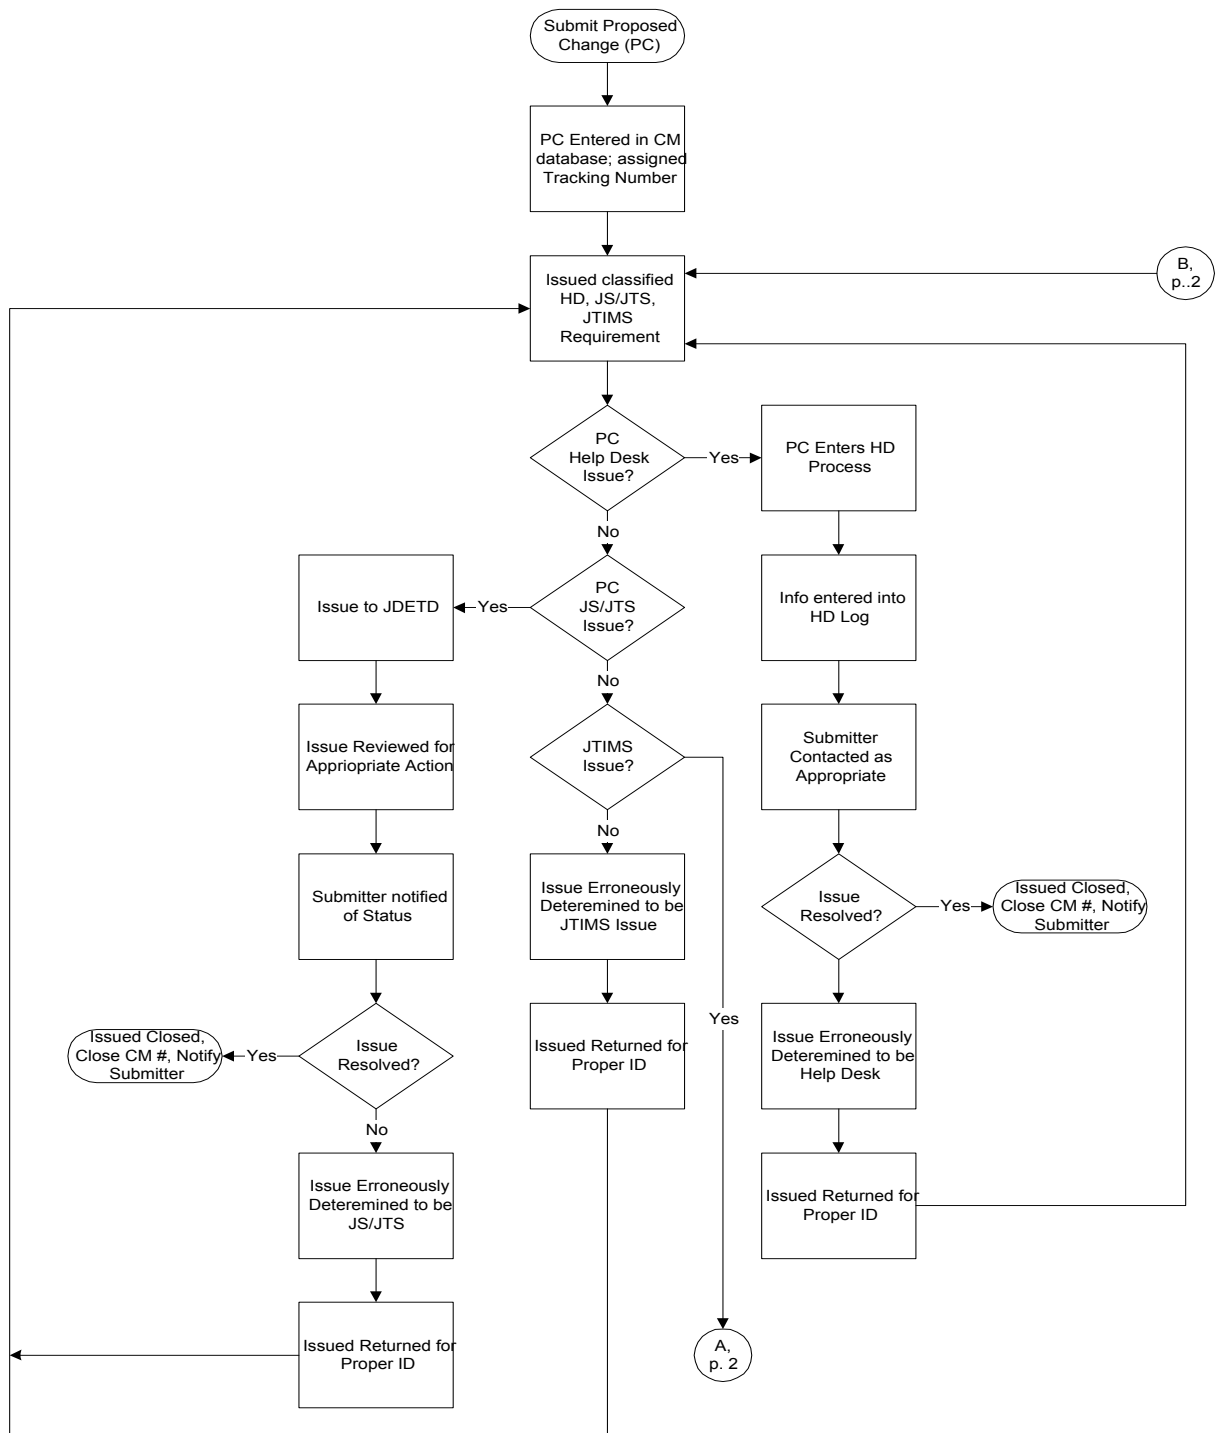 Submit Proposed
Change (PC)
PC Entered in CM
database; assigned
Tracking Number
Issued classified
HD, JS/JTS,
JTIMS
Requirement
B,
p..2
PC
Help Desk
Issue?
Yes
PC Enters HD
Process
No
Issue to JDETD
Yes
PC
JS/JTS
Issue?
Info entered into
HD Log
No
Issue Reviewed for
Appriopriate Action
JTIMS
Issue?
Submitter
Contacted as
Appropriate
No
Submitter notified
of Status
Issue Erroneously
Deteremined to be
JTIMS Issue
Issue
Resolved?
Yes
Issued Closed,
Close CM #, Notify
Submitter
Yes
Issued Closed,
Close CM #, Notify
Submitter
Yes
Issue
Resolved?
Issued Returned for
Proper ID
Issue Erroneously
Deteremined to be
Help Desk
No
Issue Erroneously
Deteremined to be
JS/JTS
Issued Returned for
Proper ID
Issued Returned for
Proper ID
A,
p. 2